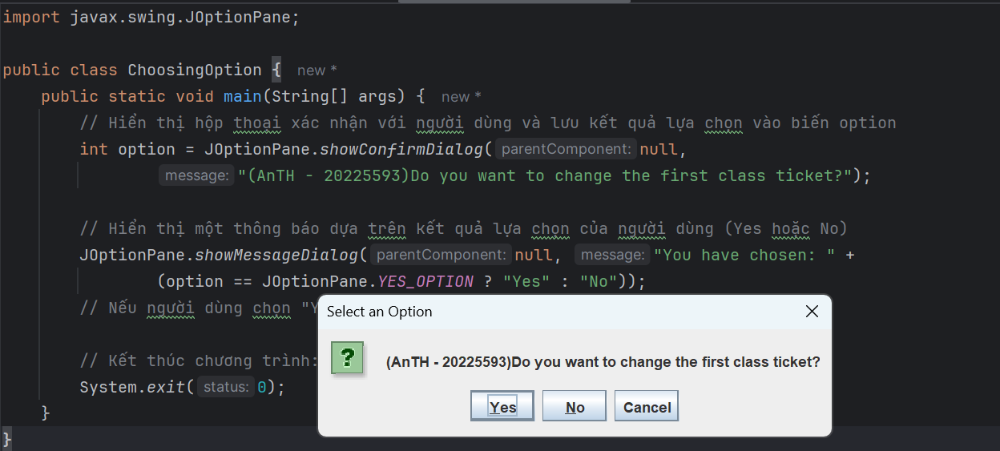 import javax.swing.JOptionPane;
public class ChoosingOption { new *
public static void main(String[] args) { new *
// Hiển thị hộp thoại xác nhận với người dùng và lưu kết quả lựa chọn vào biến option
int option = JOptionPane.showConfirmDialog( parentComponent: null,
message: "(AnTH - 20225593)Do you want to change the first class ticket?");
// Hiển thị một thông báo dựa trên kết quả lựa chọn của người dùng (Yes hoặc No)
JOptionPane.showMessageDialog( parentComponent: null, message: "You have chosen: " +
(option == JOptionPane.YES_OPTION ? "Yes" : "No"));
// Nếu người dùng chọn "Y
// Kết thúc chương trình:
System.exit( status: 0);
}
}
Select an Option
?
(AnTH - 20225593)Do you want to change the first class ticket?
Yes No Cancel